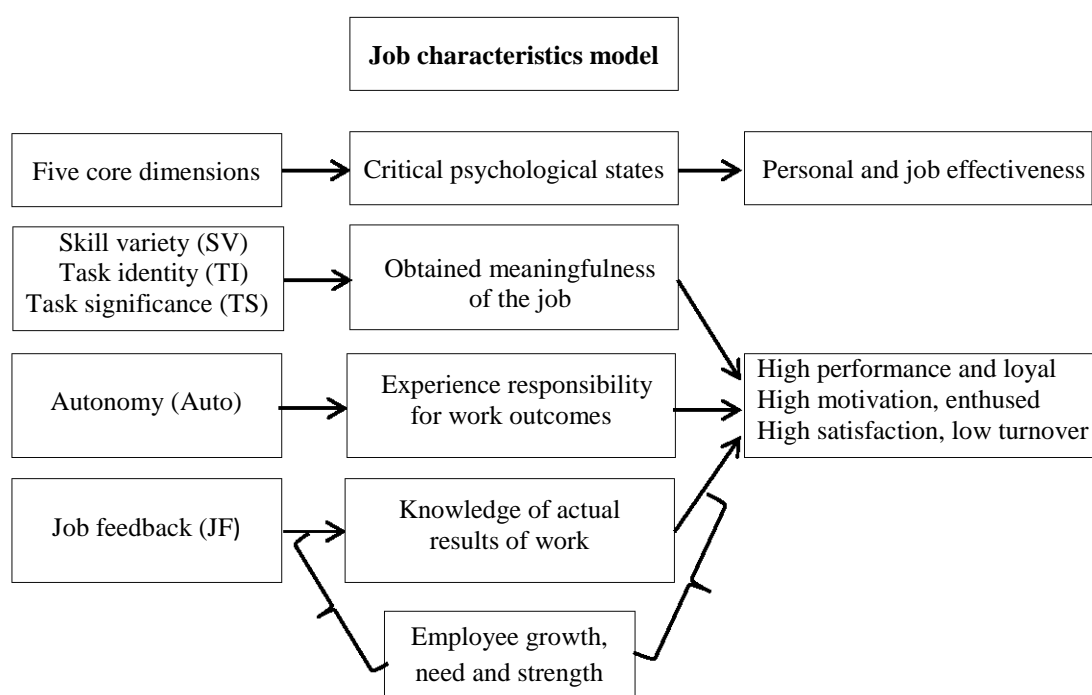 Job characteristics model
Five core dimensions
Critical psychological states
Personal and job effectiveness
Skill variety (SV)
Task identity (TI)
Task significance (TS)
Obtained meaningfulness
of the job
Autonomy (Auto)
Experience responsibility
for work outcomes
High performance and loyal
High motivation, enthused
High satisfaction, low turnover
Job feedback (JF)
Knowledge of actual
results of work
Employee growth,
need and strength